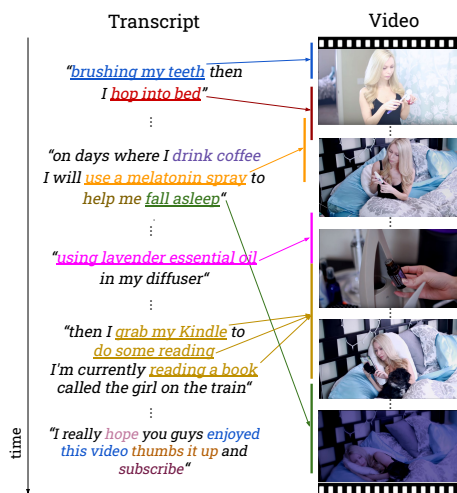 Transcript
Video
“brushing my teeth then
I hop into bed”
⋮
“on days where I drink coffee
I will use a melatonin spray to
help me fall asleep“
⋮
“using lavender essential oil
in my diffuser“
⋮
“then I grab my Kindle to
do some reading
I'm currently reading a book
called the girl on the train“
⋮
“I really hope you guys enjoyed
this video thumbs it up and
subscribe“
time